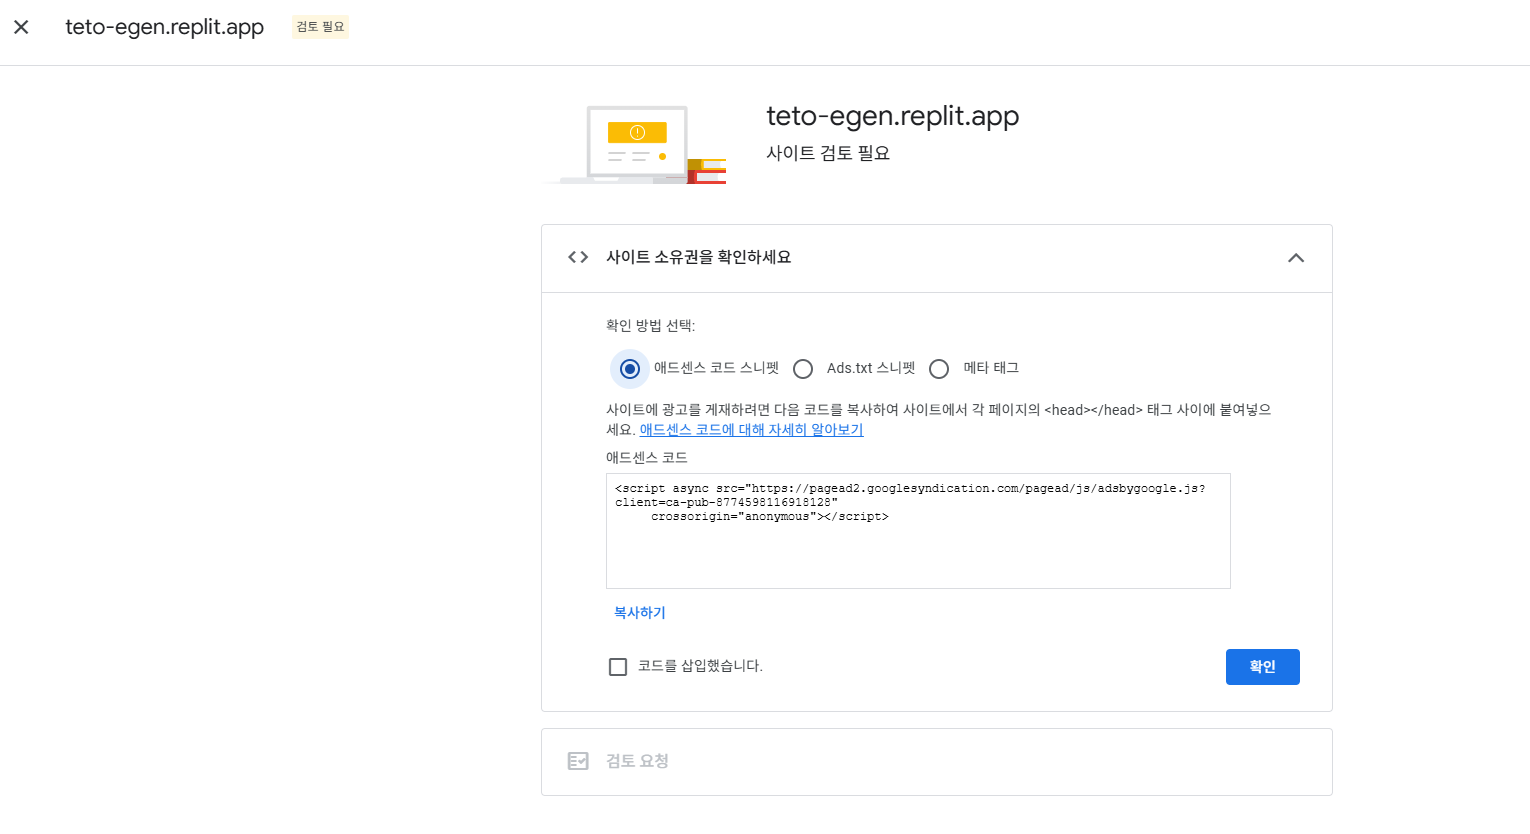 teto-egen.replit.app
검토 필요
teto-egen.replit.app
사이트 검토 필요
사이트 소유권을 확인하세요
확인 방법 선택:
애드센스 코드 스니펫
Ads.txt 스니펫
메타 태그
사이트에 광고를 게재하려면 다음 코드를 복사하여 사이트에서 각 페이지의 <head></head> 태그 사이에 붙여넣으
세요. 애드센스 코드에 대해 자세히 알아보기
애드센스 코드
<script async src="https://pagead2.googlesyndication.com/pagead/js/adsbygoogle.js?
client=ca-pub-8774598116918128"
     crossorigin="anonymous"></script>
복사하기
코드를 삽입했습니다.
확인
검토 요청